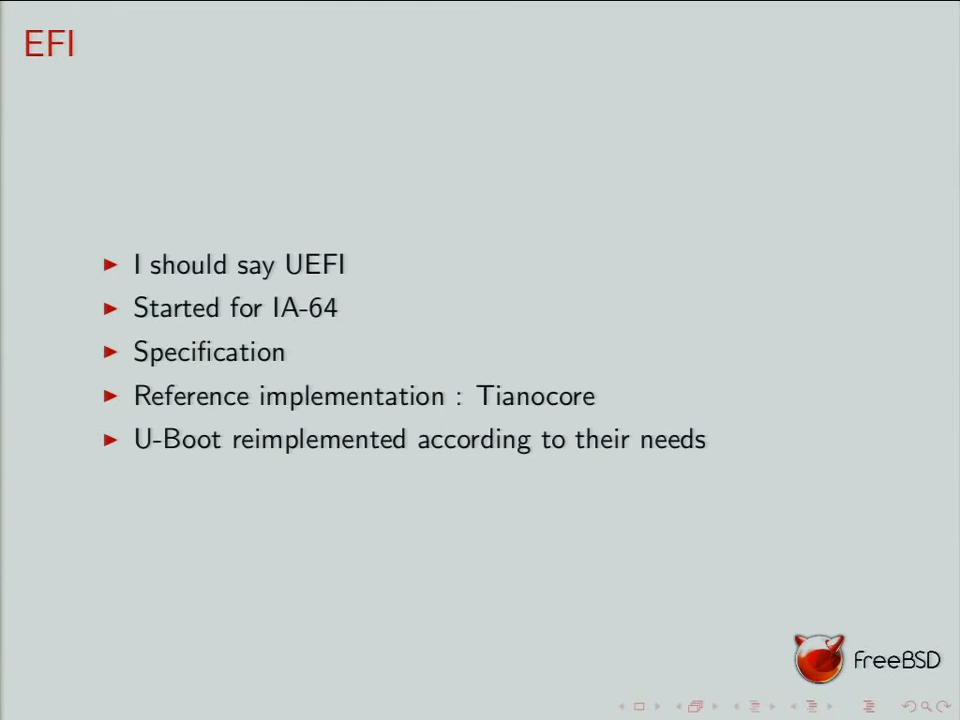 EFI
I should say UEFI
Started for IA-64
Specification
Reference implementation : Tianocore
U-Boot reimplemented according to their needs
FreeBSD